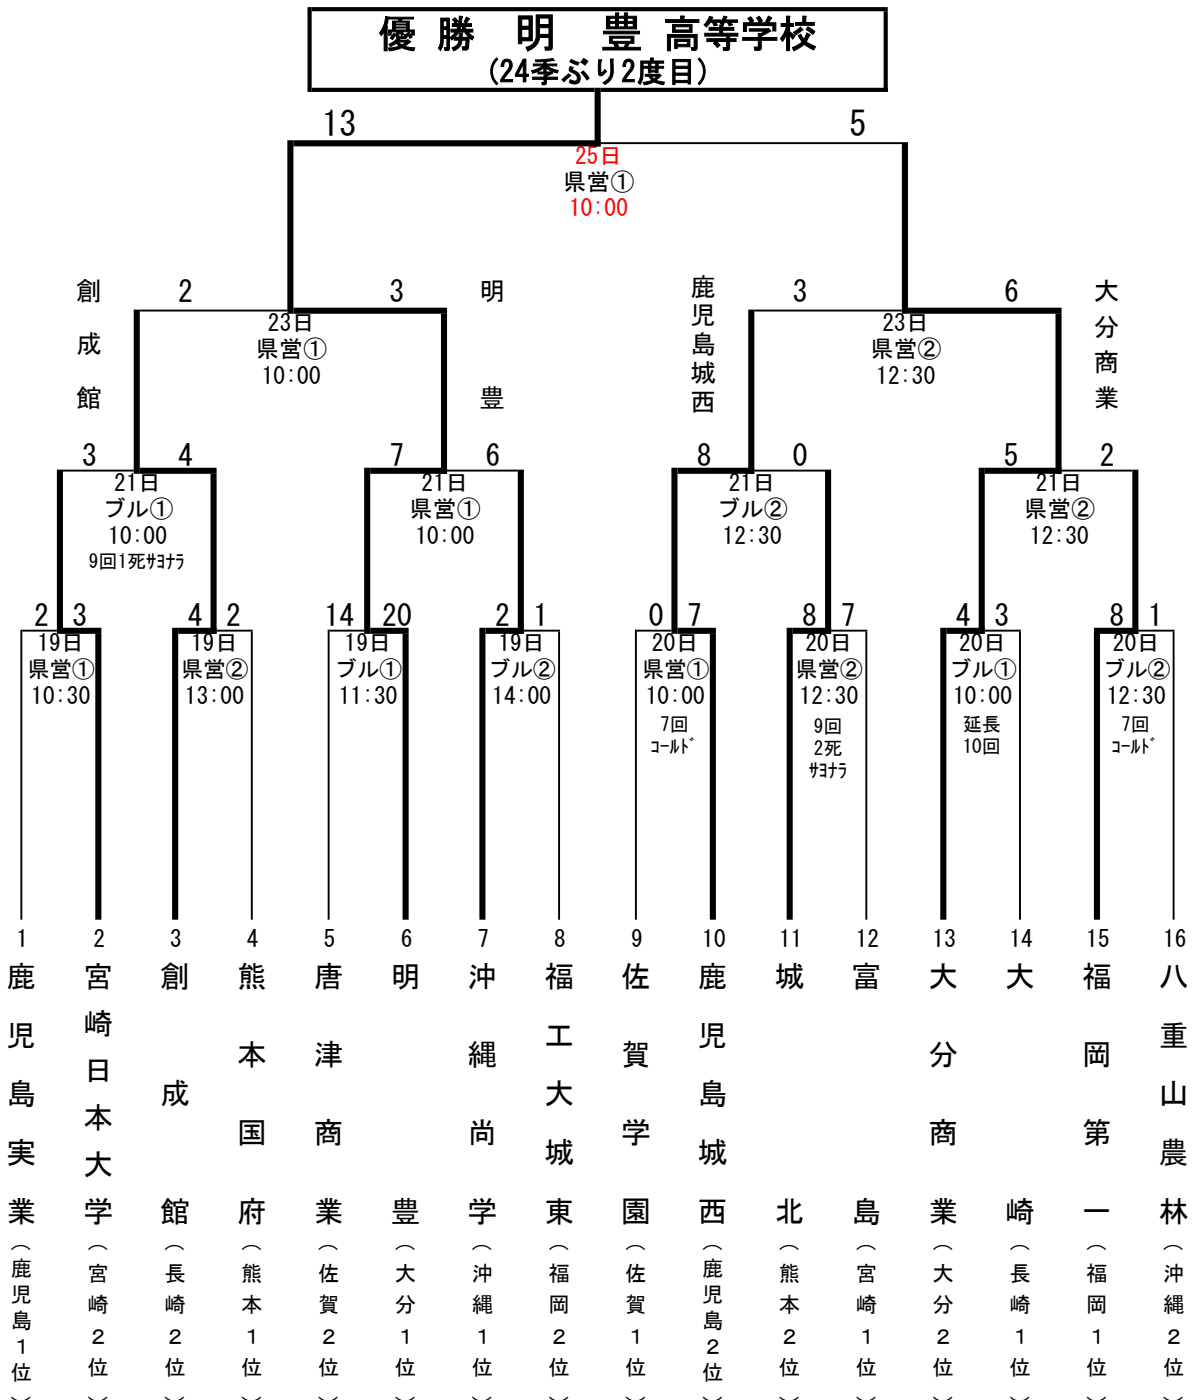 優勝 明 豊 高等学校
(24季ぶり2度目)
13
5
25日
県営①
10:00
創成館
2
3
明豊
鹿児島城西
3
6
大分商業
23日
県営①
10:00
23日
県営②
12:30
3
4
7
6
8
0
5
2
21日
ブル①
10:00
9回1死ｻﾖﾅﾗ
21日
県営①
10:00
21日
ブル②
12:30
21日
県営②
12:30
2
3
4
2
14
20
2
1
0
7
8
7
4
3
8
1
19日
県営①
10:30
19日
県営②
13:00
19日
ブル①
11:30
19日
ブル②
14:00
20日
県営①
10:00
7回
ｺｰﾙﾄﾞ
20日
県営②
12:30
9回
2死
ｻﾖﾅﾗ
20日
ブル①
10:00
延長
10回
20日
ブル②
12:30
7回
ｺｰﾙﾄﾞ
1
鹿児島実業
(鹿児島1位)
2
宮崎日本大学
(宮崎2位)
3
創成館
(長崎2位)
4
熊本国府
(熊本1位)
5
唐津商業
(佐賀2位)
6
明豊
(大分1位)
7
沖縄尚学
(沖縄1位)
8
福工大城東
(福岡2位)
9
佐賀学園
(佐賀1位)
10
鹿児島城西
(鹿児島2位)
11
城北
(熊本2位)
12
富島
(宮崎1位)
13
大分商業
(大分2位)
14
大崎
(長崎1位)
15
福岡第一
(福岡1位)
16
八重山農林
(沖縄2位)